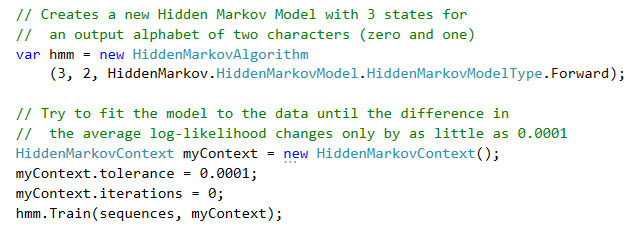 // Creates a new Hidden Markov Model with 3 states for
//  an output alphabet of two characters (zero and one)
var hmm = new HiddenMarkovAlgorithm
    (3, 2, HiddenMarkov.HiddenMarkovModel.HiddenMarkovModelType.Forward);

// Try to fit the model to the data until the difference in
//  the average log-likelihood changes only by as little as 0.0001
HiddenMarkovContext myContext = new HiddenMarkovContext();
myContext.tolerance = 0.0001;
myContext.iterations = 0;
hmm.Train(sequences, myContext);